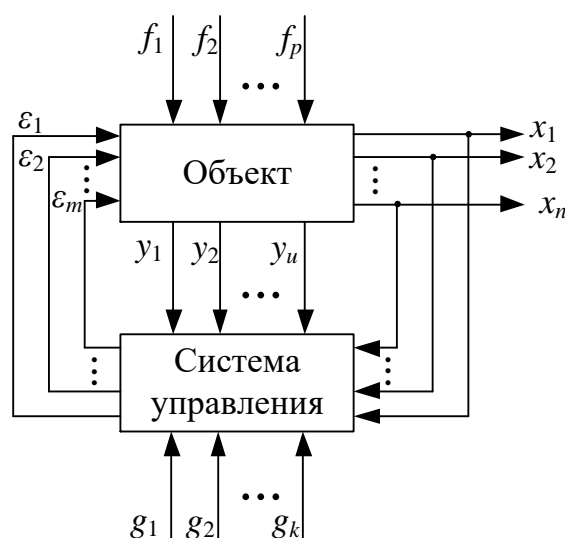 f1 f2 ... fp
ε1
ε2
⋮
εm
Объект
x1
x2
⋮
xn
y1 y2 ... yu
Система
управления
g1 g2 ... gk